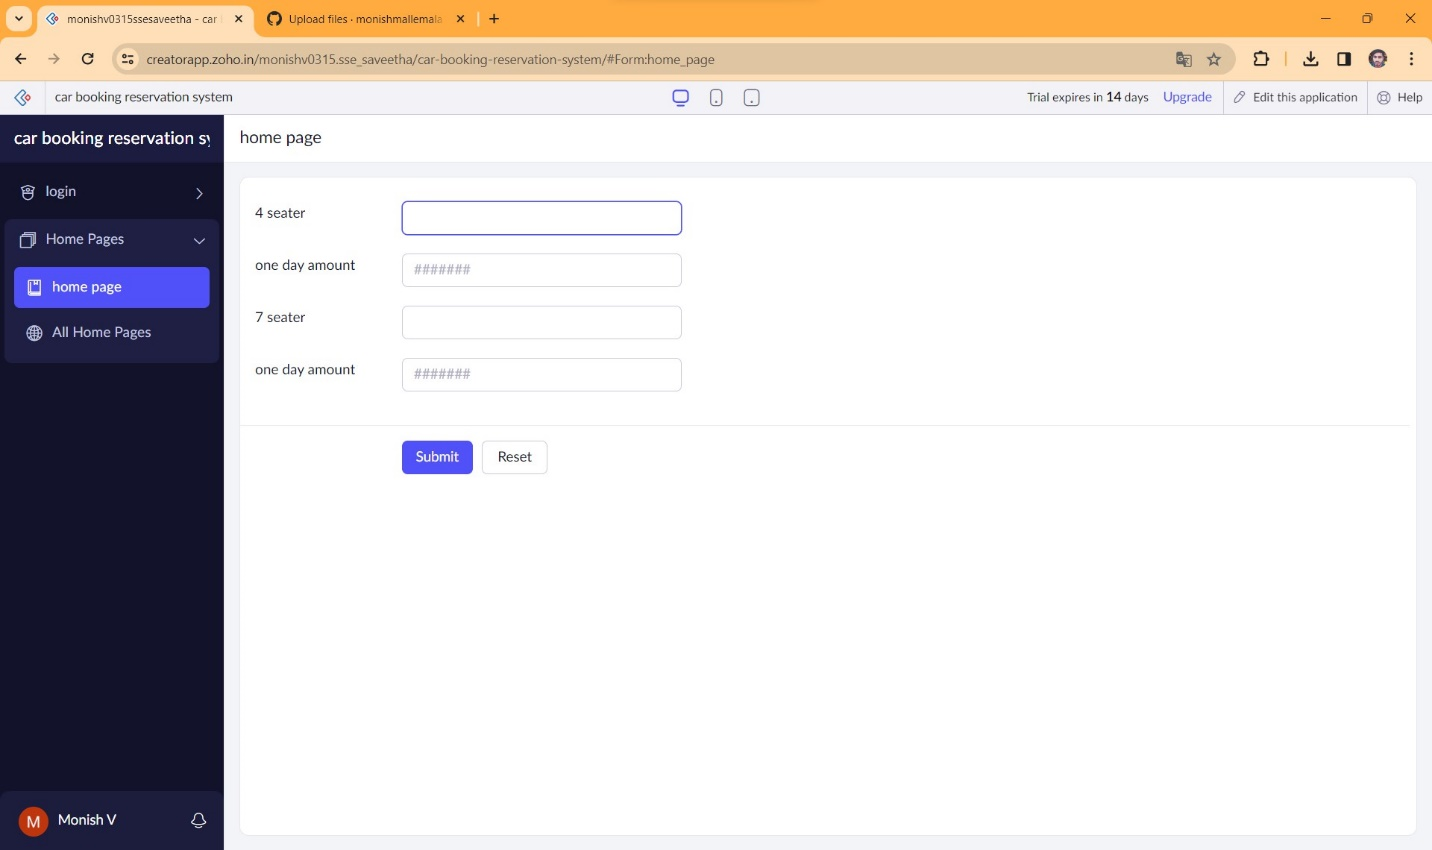 monishv0315ssesaveetha - car
Upload files · monishmallemala
creatorapp.zoho.in/monishv0315.sse_saveetha/car-booking-reservation-system/#Form:home_page
car booking reservation system
Trial expires in 14 days
Upgrade
Edit this application
Help
car booking reservation sy
home page
login
Home Pages
home page
All Home Pages
4 seater
one day amount
#######
7 seater
one day amount
#######
Submit
Reset
M
Monish V